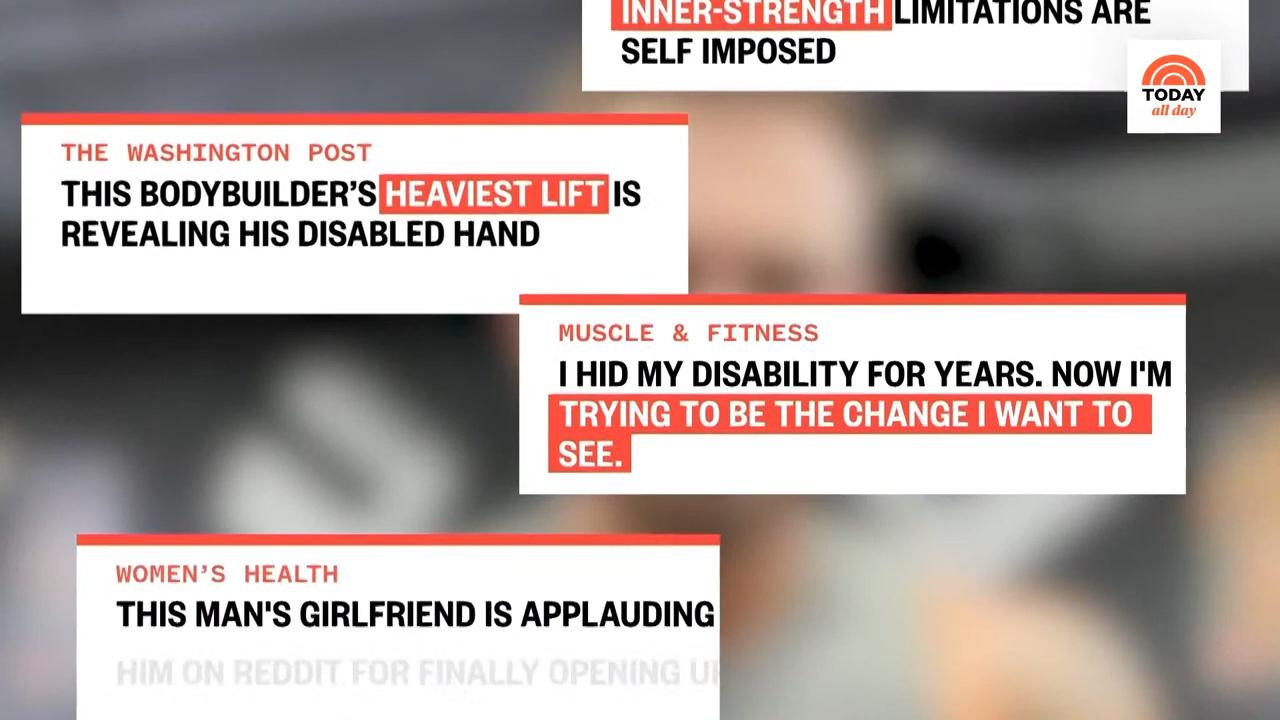 INNER-STRENGTH LIMITATIONS ARE
SELF IMPOSED
TODAY
all day
THE WASHINGTON POST
THIS BODYBUILDER’S HEAVIEST LIFT IS
REVEALING HIS DISABLED HAND
MUSCLE & FITNESS
I HID MY DISABILITY FOR YEARS. NOW I'M
TRYING TO BE THE CHANGE I WANT TO
SEE.
WOMEN’S HEALTH
THIS MAN'S GIRLFRIEND IS APPLAUDING
HIM ON REDDIT FOR FINALLY OPENING